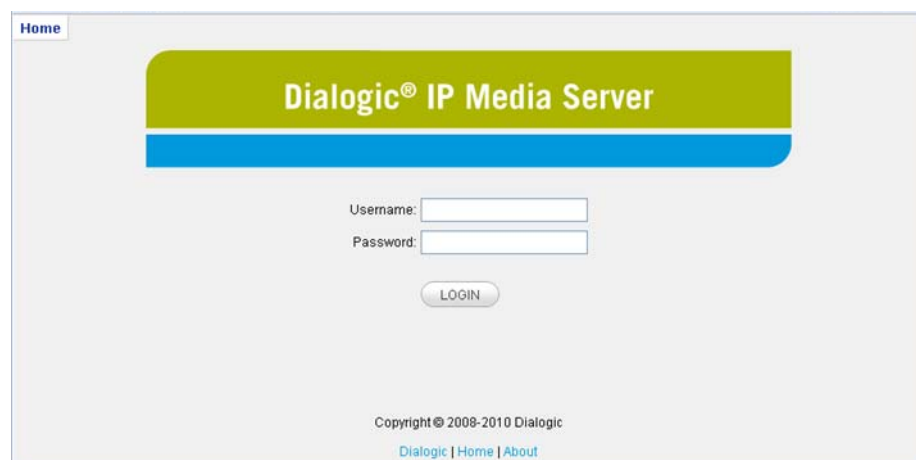 Home
Dialogic® IP Media Server
Username:
Password:
LOGIN
Copyright © 2008-2010 Dialogic
Dialogic | Home | About